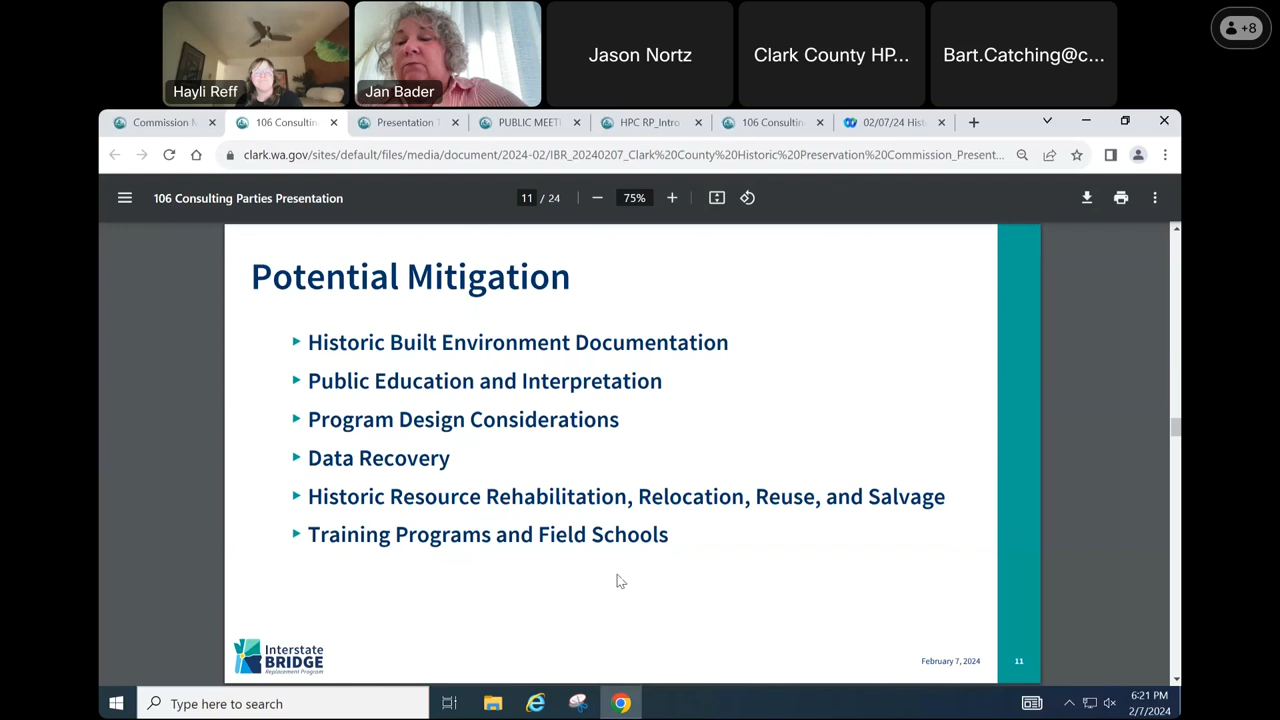 Hayli Reff
Jan Bader
Jason Nortz
Clark County HP...
Bart.Catching@c...
+8
Commission M
106 Consultin
Presentation T
PUBLIC MEET
HPC RP_Intro
106 Consultin
02/07/24 Hist
clark.wa.gov/sites/default/files/media/document/2024-02/IBR_20240207_Clark%20County%20Historic%20Preservation%20Commission_Present...
106 Consulting Parties Presentation
11 / 24
75%
Potential Mitigation
Historic Built Environment Documentation
Public Education and Interpretation
Program Design Considerations
Data Recovery
Historic Resource Rehabilitation, Relocation, Reuse, and Salvage
Training Programs and Field Schools
Interstate
BRIDGE
Replacement Program
February 7, 2024
11
Type here to search
6:21 PM
2/7/2024